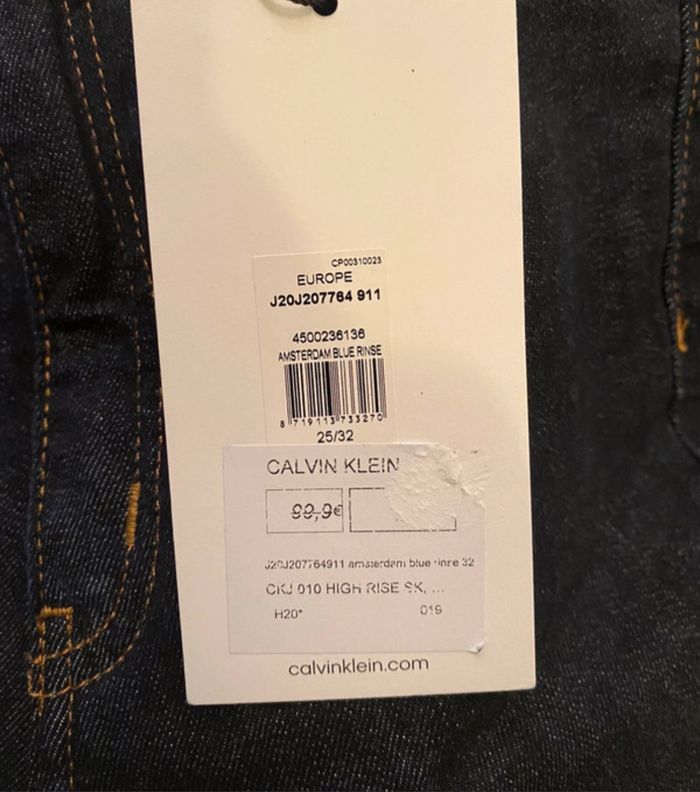 CP00310023
EUROPE
J20J207764 911
4500236136
AMSTERDAM BLUE RINSE
8 719113 733270
25/32
CALVIN KLEIN
99,9€
J20J207764911 amsterdam blue rinse 32
CKJ 010 HIGH RISE SK, ...
H20*
019
calvinklein.com